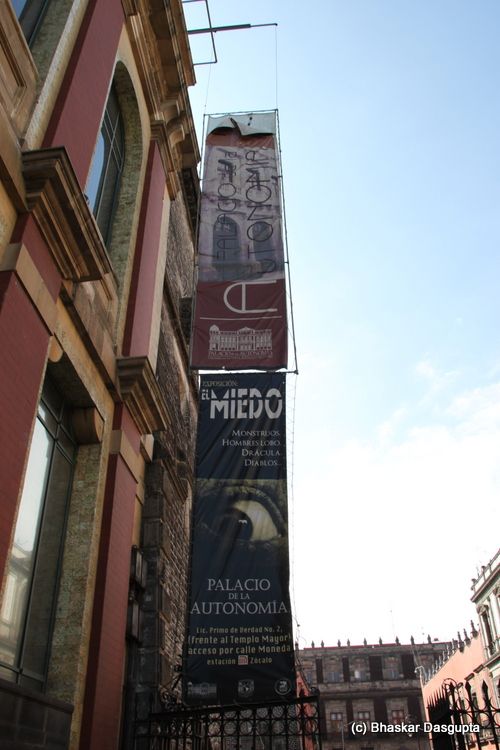 PALACIO DE LA AUTONOMÍA
EXPOSICIÓN:
EL MIEDO
MONSTRUOS,
HOMBRES LOBO,
DRÁCULA
DIABLOS...
PALACIO
DE LA
AUTONOMÍA
Lic. Primo de Verdad No. 2,
(frente al Templo Mayor)
acceso por calle Moneda
estación Zócalo
(c) Bhaskar Dasgupta